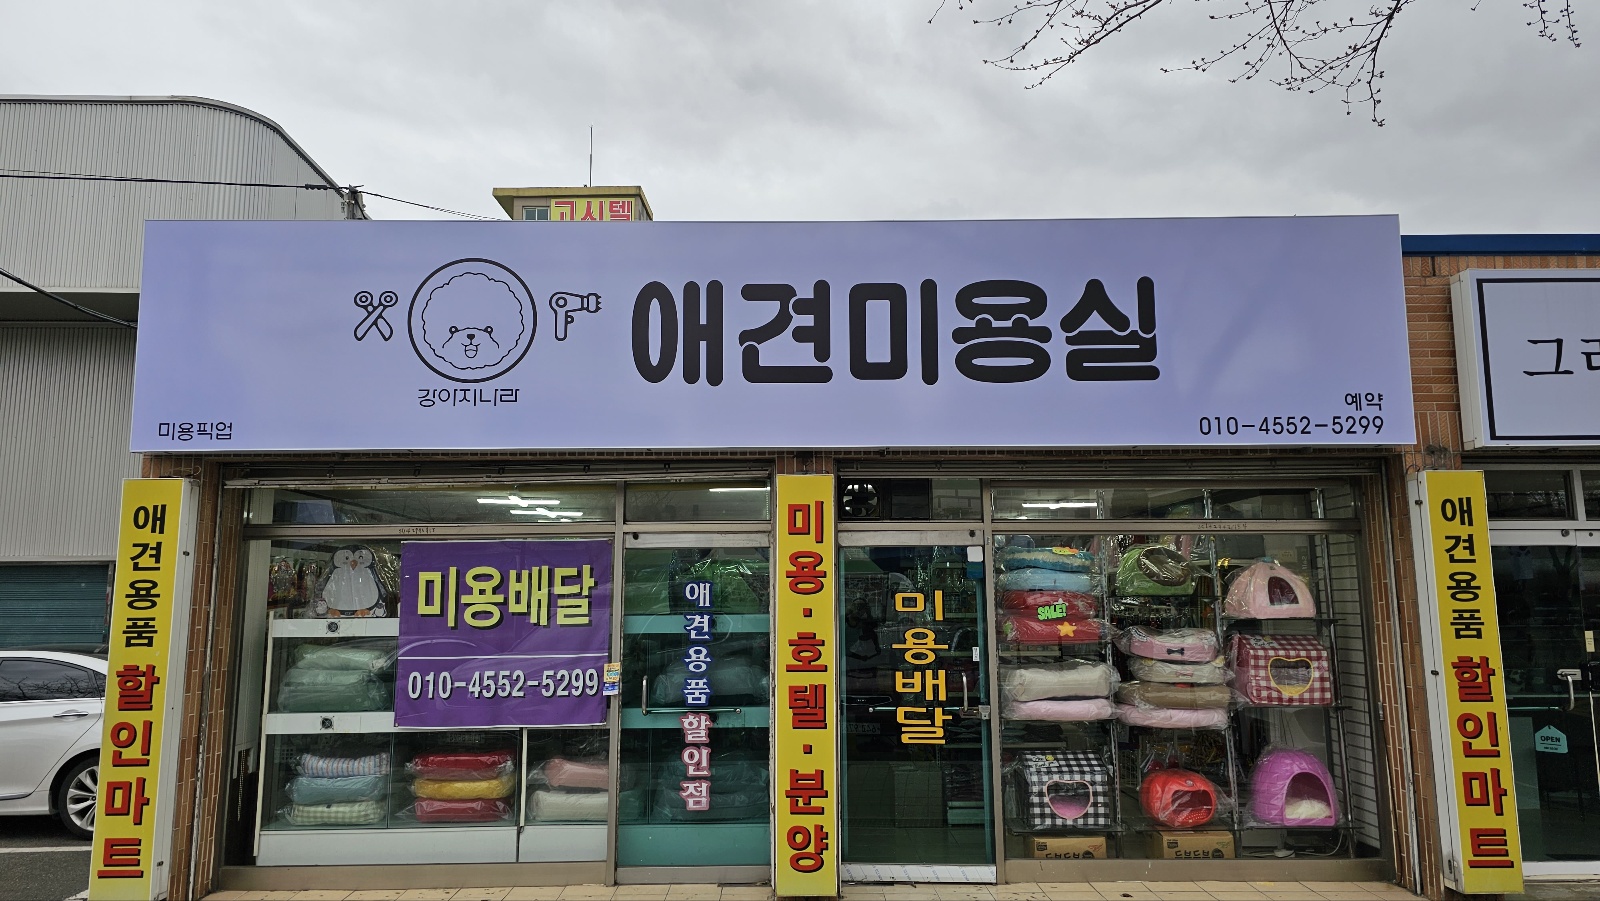 고시텔
애견미용실
강아지나라
미용픽업
예약
010-4552-5299
그
애견용품 할인마트
미용배달
010-4552-5299
애견용품할인점
미용·호텔·분양
미용배달
SALE!
애견용품 할인마트
OPEN